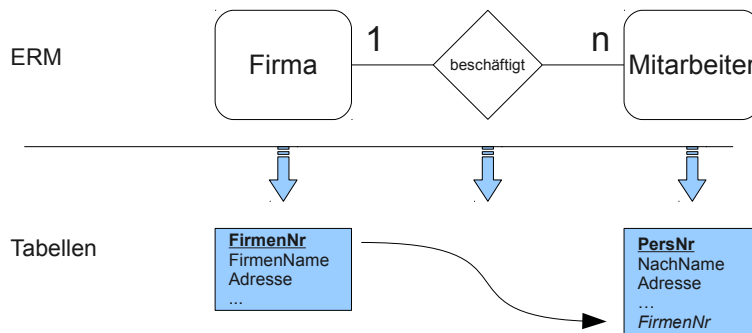 ERM
Firma
1
beschäftigt
n
Mitarbeiter
Tabellen
FirmenNr
FirmenName
Adresse
...
PersNr
NachName
Adresse
...
FirmenNr